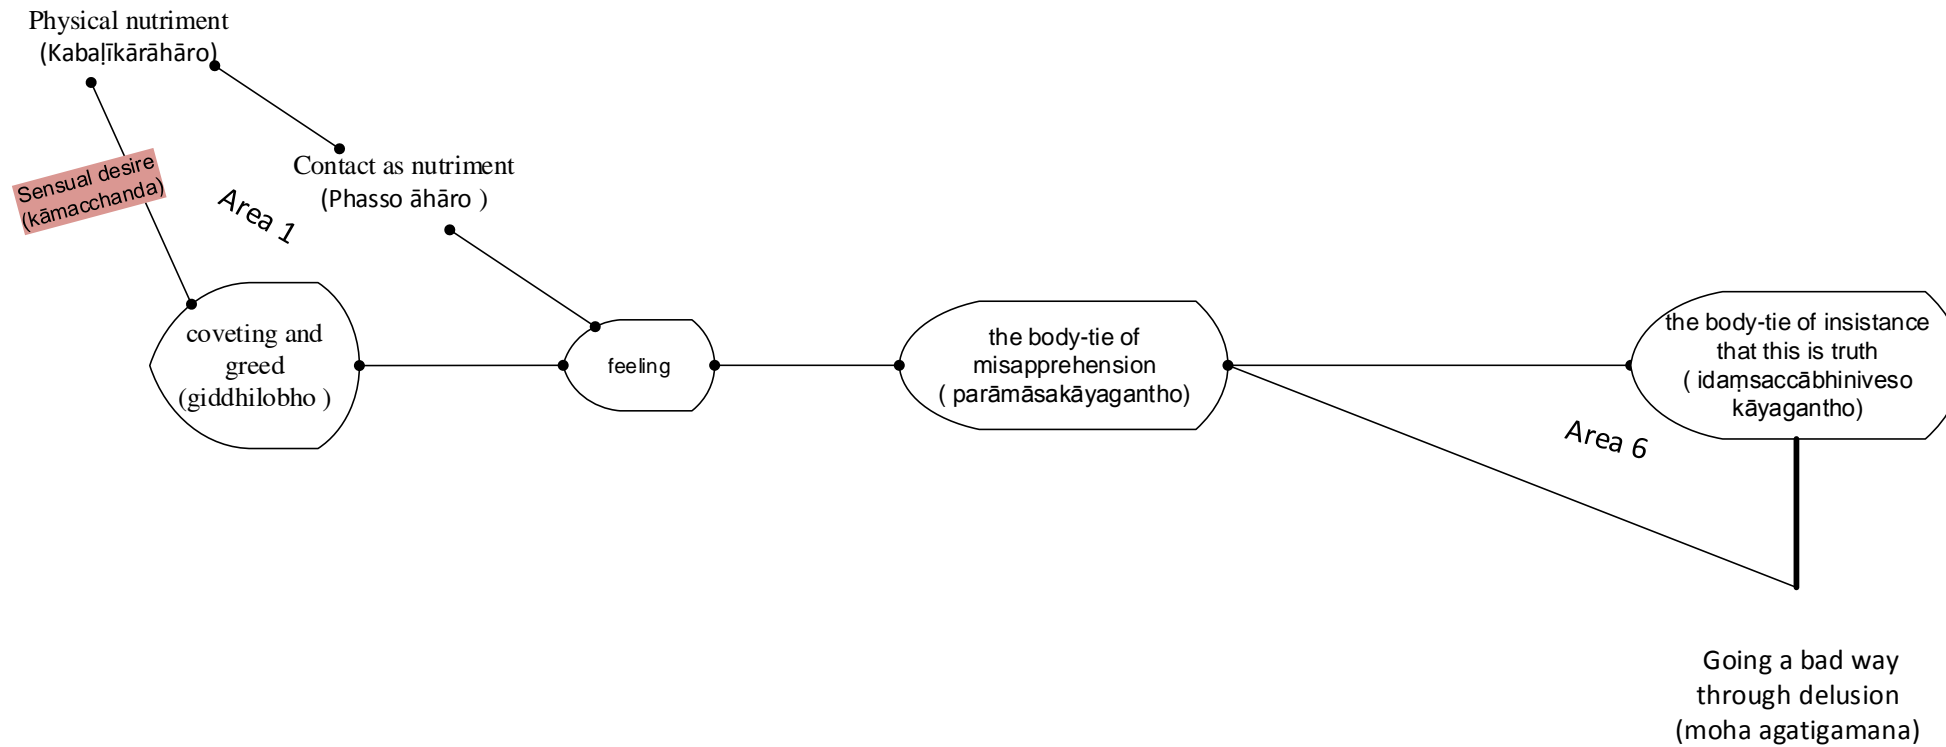 Physical nutriment
(Kabaḷīkārāhāro)
Contact as nutriment
(Phasso āhāro )
Sensual desire
(kāmacchanda)
Area 1
coveting and
greed
(giddhilobho )
feeling
the body-tie of
misapprehension
( parāmāsakāyagantho)
the body-tie of insistance
that this is truth
( idaṃsaccābhiniveso
kāyagantho)
Area 6
Going a bad way
through delusion
(moha agatigamana)